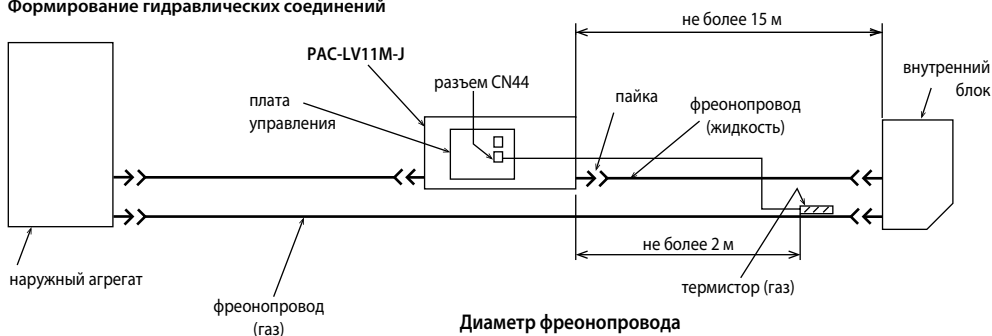 Формирование гидравлических соединений
не более 15 м
PAC-LV11M-J
разъем CN44
внутренний
блок
плата
управления
пайка
фреонопровод
(жидкость)
не более 2 м
наружный агрегат
термистор (газ)
фреонопровод
(газ)
Диаметр фреонопровода